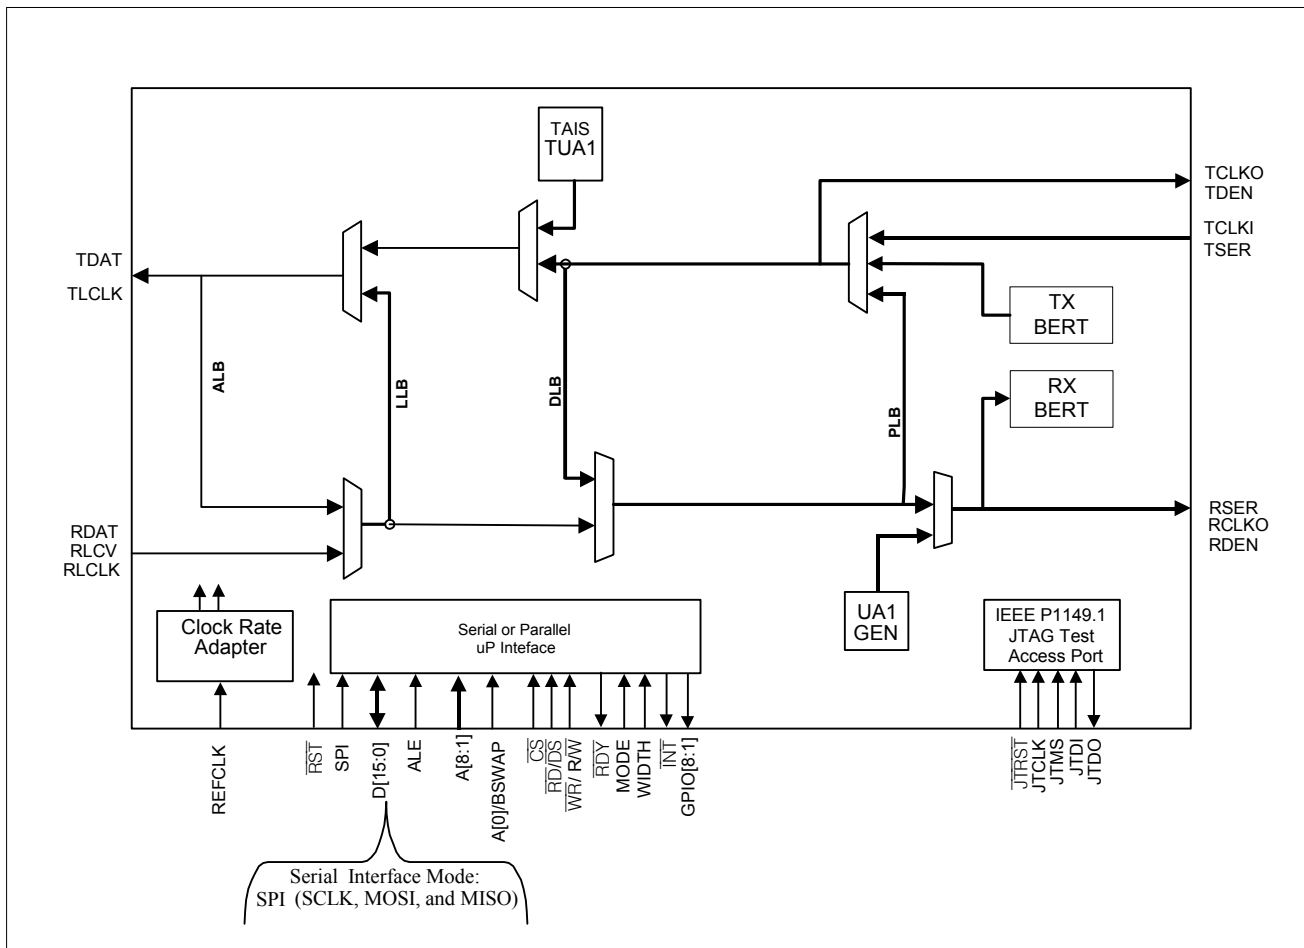 TAIS
TUA1
TCLKO
TDEN
TCLKI
TSER
TDAT
TLCLK
TX
BERT
RX
BERT
ALB
LLB
DLB
PLB
RDAT
RLCV
RLCLK
RSER
RCLKO
RDEN
Clock Rate
Adapter
Serial or Parallel
uP Inteface
UA1
GEN
IEEE P1149.1
JTAG Test
Access Port
REFCLK
RST
SPI
D[15:0]
ALE
A[8:1]
A[0]/BSWAP
CS
RD/DS
WR/ R/W
RDY
MODE
WIDTH
INT
GPIO[8:1]
JTRST
JTCLK
JTMS
JTDI
JTDO
Serial Interface Mode:
SPI (SCLK, MOSI, and MISO)